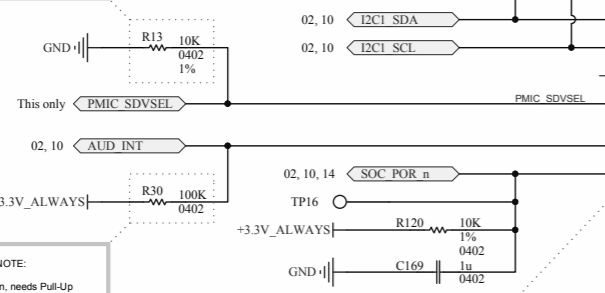 02, 10 I2C1_SDA
GND R13 10K
0402
1%
02, 10 I2C1_SCL
This only PMIC_SDVSEL
PMIC_SDVSEL
02, 10 AUD_INT
02, 10, 14 SOC_POR_n
3.3V_ALWAYS R30 100K
0402
TP16
+3.3V_ALWAYS R120 10K
1%
0402
GND C169 1u
0402
NOTE:
needs Pull-Up